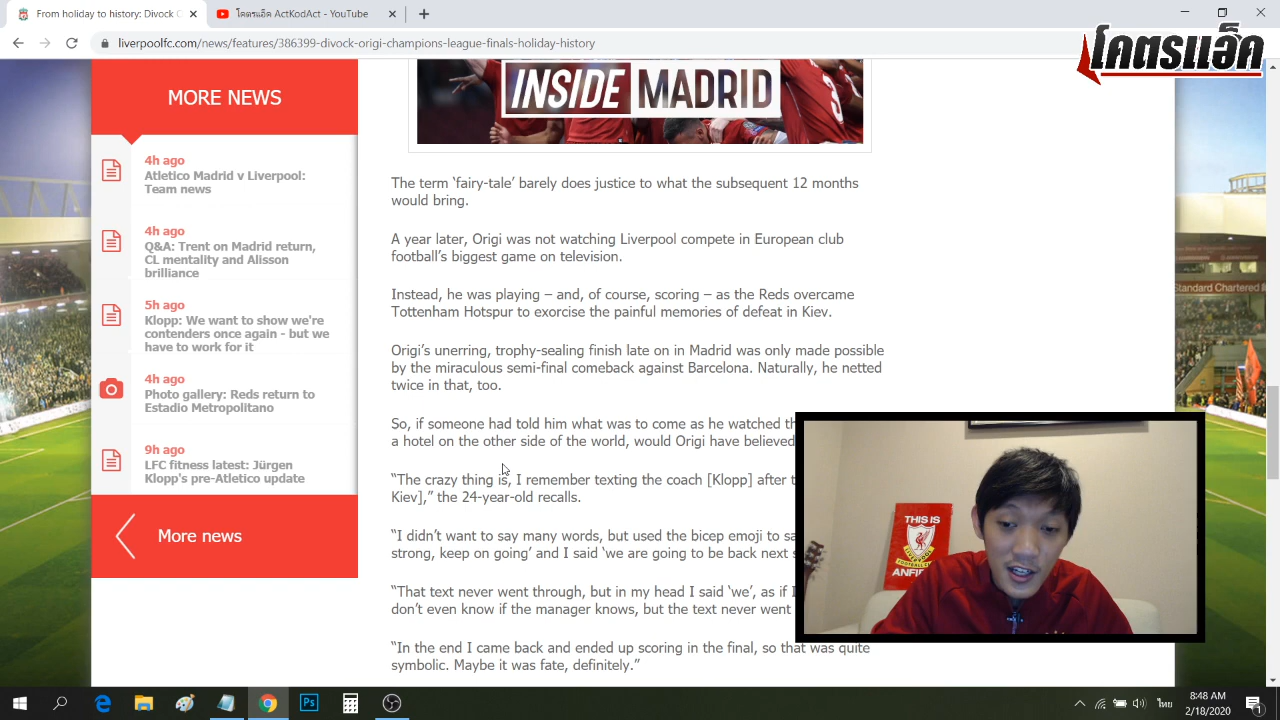 From holiday to history: Divock O
โคตรแอ็ค ActKodAct - YouTube
liverpoolfc.com/news/features/386399-divock-origi-champions-league-finals-holiday-history
โคตรแอ็ค
MORE NEWS
4h ago
Atletico Madrid v Liverpool:
Team news
4h ago
Q&A: Trent on Madrid return,
CL mentality and Alisson
brilliance
5h ago
Klopp: We want to show we're
contenders once again - but we
have to work for it
4h ago
Photo gallery: Reds return to
Estadio Metropolitano
9h ago
LFC fitness latest: Jürgen
Klopp's pre-Atletico update
More news
INSIDE MADRID
The term ‘fairy-tale’ barely does justice to what the subsequent 12 months
would bring.
A year later, Origi was not watching Liverpool compete in European club
football’s biggest game on television.
Instead, he was playing – and, of course, scoring – as the Reds overcame
Tottenham Hotspur to exorcise the painful memories of defeat in Kiev.
Origi’s unerring, trophy-sealing finish late on in Madrid was only made possible
by the miraculous semi-final comeback against Barcelona. Naturally, he netted
twice in that, too.
So, if someone had told him what was to come as he watched
a hotel on the other side of the world, would Origi have believed
“The crazy thing is, I remember texting the coach [Klopp] after
Kiev],” the 24-year-old recalls.
“I didn’t want to say many words, but used the bicep emoji to
strong, keep on going’ and I said ‘we are going to be back next
“That text never went through, but in my head I said ‘we’, as if
don’t even know if the manager knows, but the text never went
“In the end I came back and ended up scoring in the final, so that was quite
symbolic. Maybe it was fate, definitely.”
Standard Chartered
THIS IS
ANFIE
Ps
ไทย
8:48 AM
2/18/2020